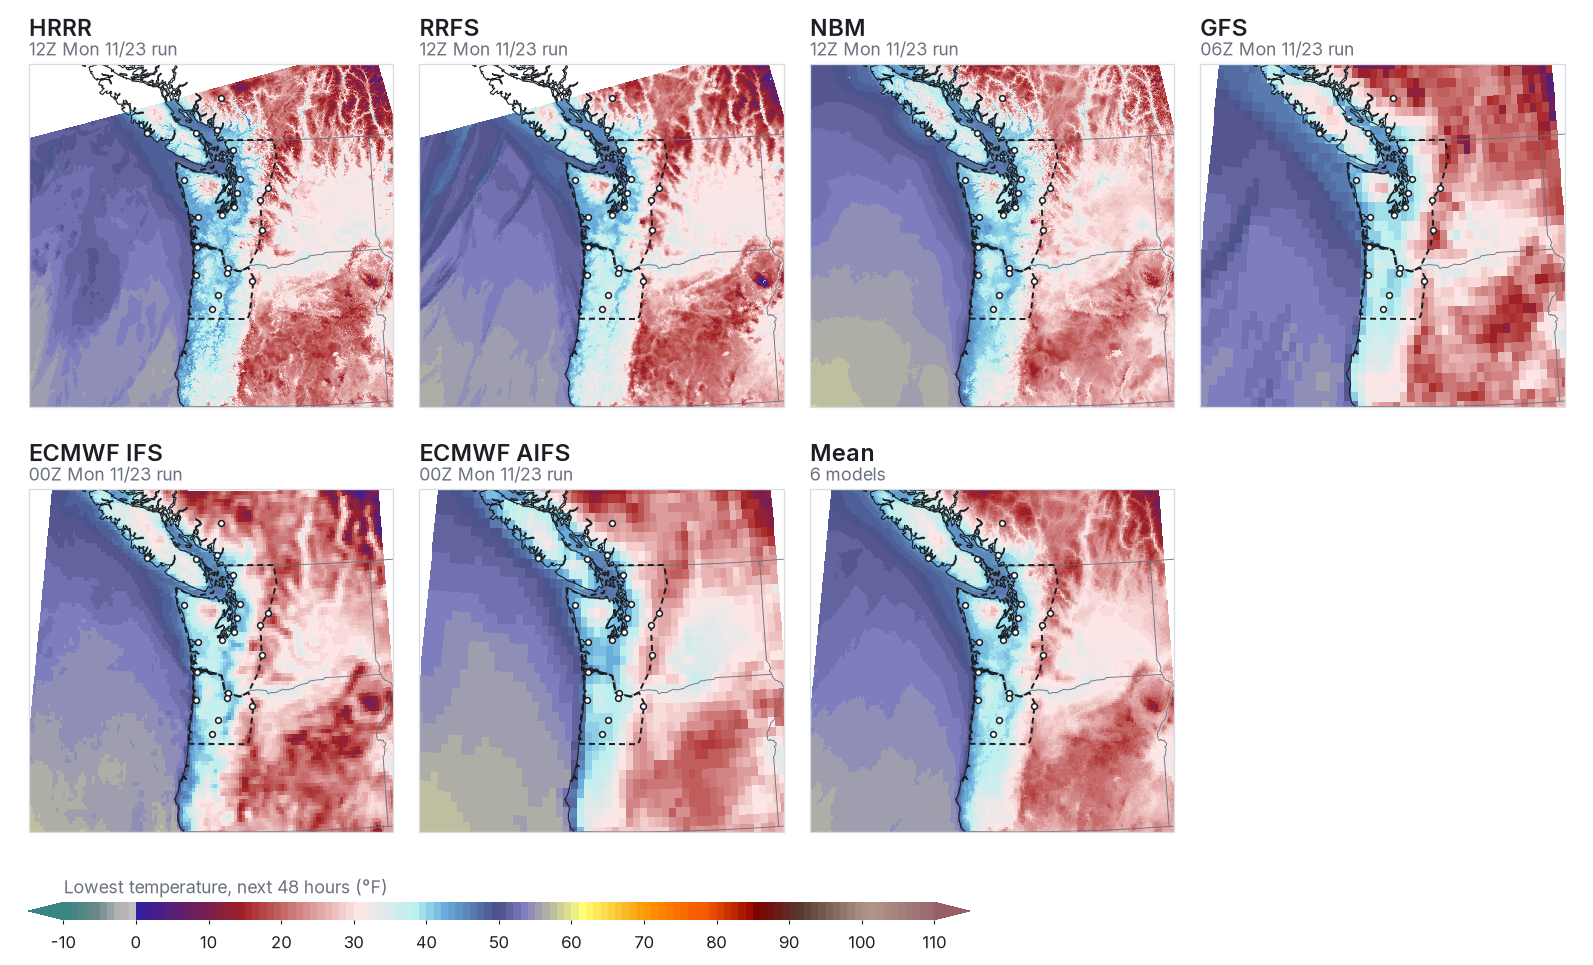 HRRR
12Z Mon 11/23 run
RRFS
12Z Mon 11/23 run
NBM
12Z Mon 11/23 run
GFS
06Z Mon 11/23 run
ECMWF IFS
00Z Mon 11/23 run
ECMWF AIFS
00Z Mon 11/23 run
Mean
6 models
Lowest temperature, next 48 hours (°F)
-10 0 10 20 30 40 50 60 70 80 90 100 110